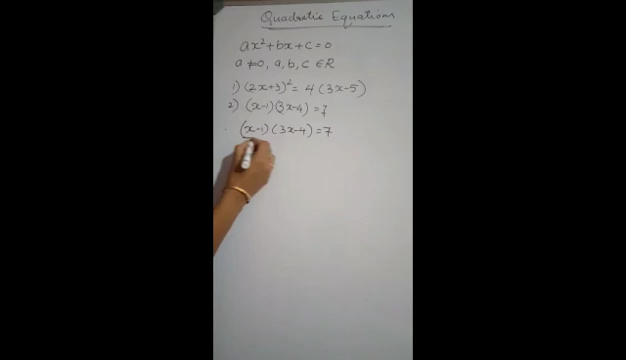 Quadratic Equations
ax²+bx+c=0
a≠0, a,b,c ∈R
1) (2x+3)² = 4(3x-5)
2) (x-1)(3x-4)=7
(x-1)(3x-4)=7